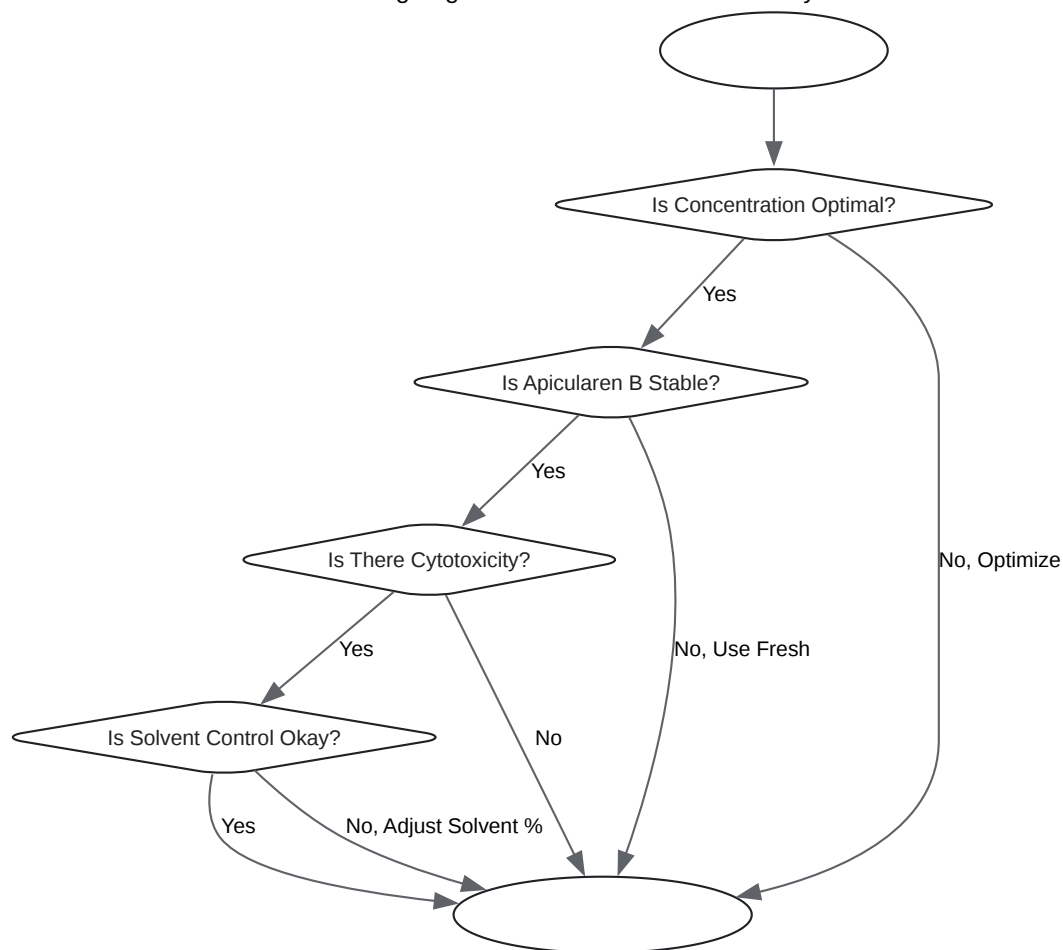 Is Concentration Optimal?
Yes
Is Apicularen B Stable?
Yes
Is There Cytotoxicity?
No, Optimize
Yes
No, Use Fresh
Is Solvent Control Okay?
No
Yes
No, Adjust Solvent %